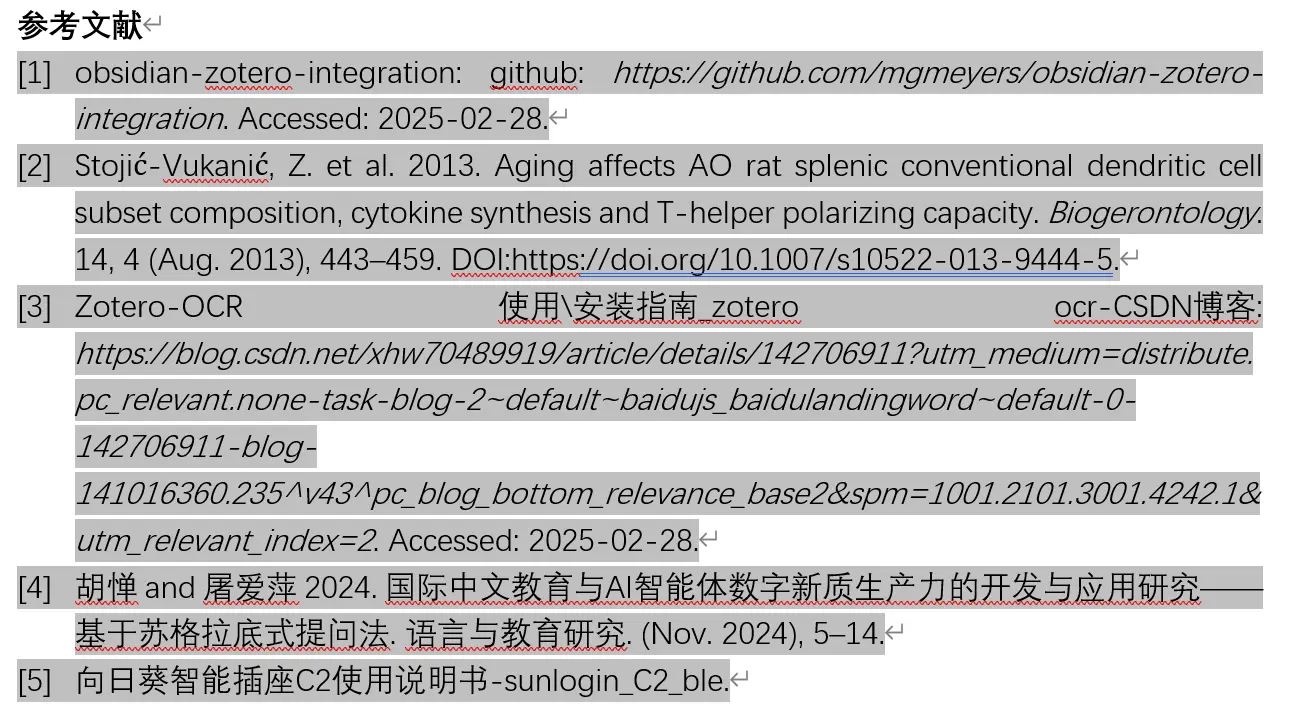 参考文献
[1] obsidian-zotero-integration: github: https://github.com/mgmeyers/obsidian-zotero-
integration. Accessed: 2025-02-28.
[2] Stojić-Vukanić, Z. et al. 2013. Aging affects AO rat splenic conventional dendritic cell
subset composition, cytokine synthesis and T-helper polarizing capacity. Biogerontology.
14, 4 (Aug. 2013), 443–459. DOI:https://doi.org/10.1007/s10522-013-9444-5.
[3] Zotero-OCR 使用\安装指南_zotero ocr-CSDN博客:
https://blog.csdn.net/xhw70489919/article/details/142706911?utm_medium=distribute.
pc_relevant.none-task-blog-2~default~baidujs_baidulandingword~default-0-
142706911-blog-
141016360.235^v43^pc_blog_bottom_relevance_base2&spm=1001.2101.3001.4242.1&
utm_relevant_index=2. Accessed: 2025-02-28.
[4] 胡惮 and 屠爱萍 2024. 国际中文教育与AI智能体数字新质生产力的开发与应用研究——
基于苏格拉底式提问法. 语言与教育研究. (Nov. 2024), 5–14.
[5] 向日葵智能插座C2使用说明书-sunlogin_C2_ble.